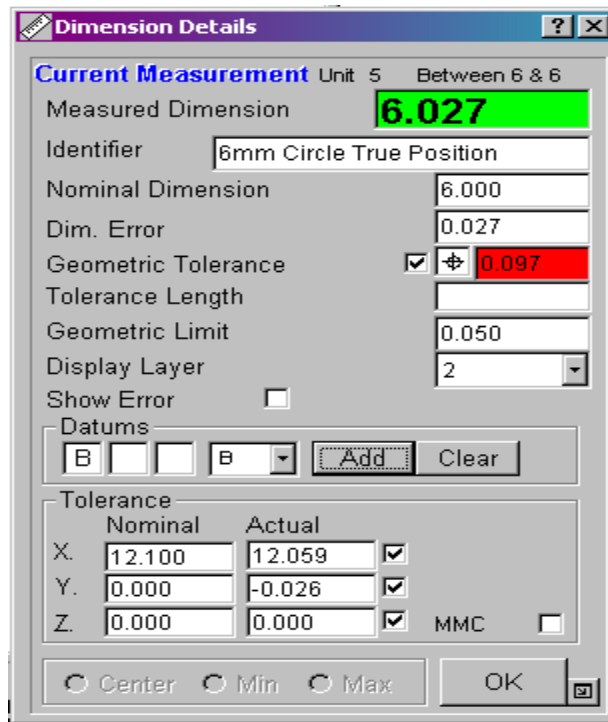 Dimension Details
Current Measurement Unit 5 Between 6 & 6
Measured Dimension 6.027
Identifier 6mm Circle True Position
Nominal Dimension 6.000
Dim. Error 0.027
Geometric Tolerance 0.097
Tolerance Length
Geometric Limit 0.050
Display Layer 2
Show Error
Datums
B B Add Clear
Tolerance
Nominal Actual
X. 12.100 12.059
Y. 0.000 -0.026
Z. 0.000 0.000 MMC
Center Min Max OK